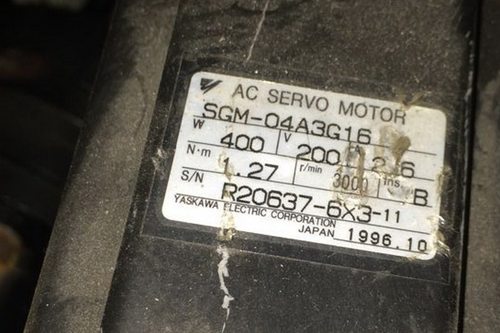 AC SERVO MOTOR
SGM-04A3G16
W 400 V 200 A 2.6
N·m 1.27 r/min 3000 ins B
S/N R20637-6X3-11
YASKAWA ELECTRIC CORPORATION
JAPAN 1996.10